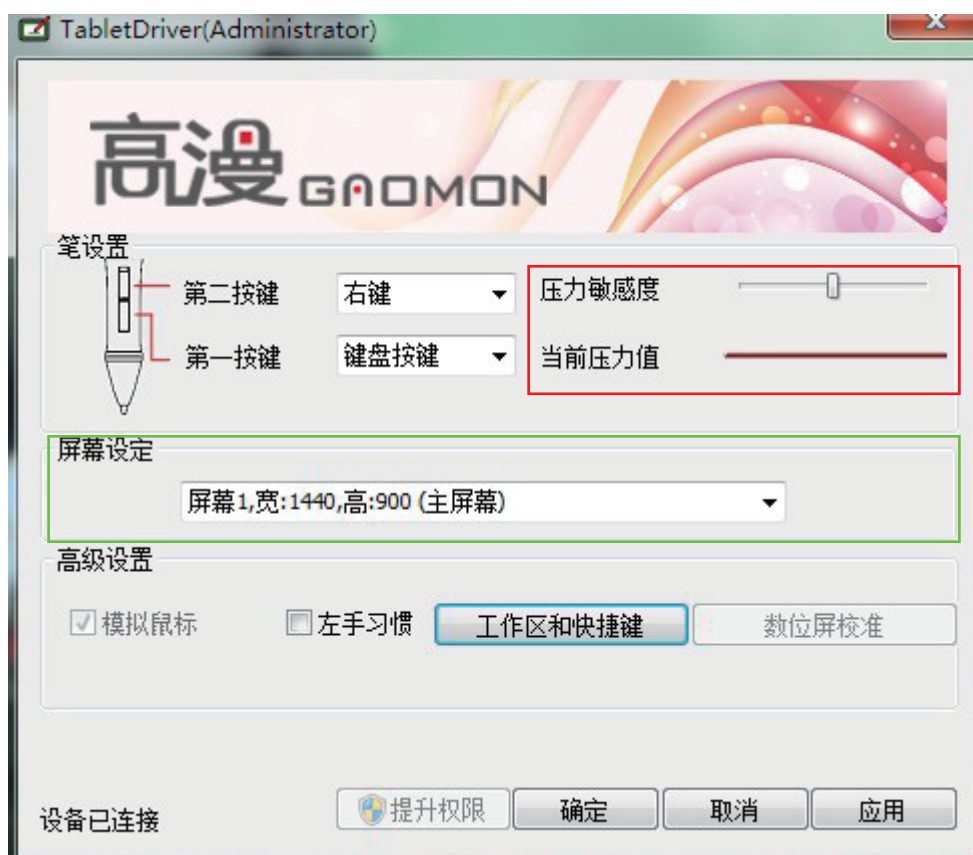 TabletDriver(Administrator)
高漫 GAOMON
笔设置
第二按键 右键 压力敏感度
第一按键 键盘按键 当前压力值
屏幕设定
屏幕1,宽:1440,高:900 (主屏幕)
高级设置
模拟鼠标 左手习惯 工作区和快捷键 数位屏校准
设备已连接 提升权限 确定 取消 应用